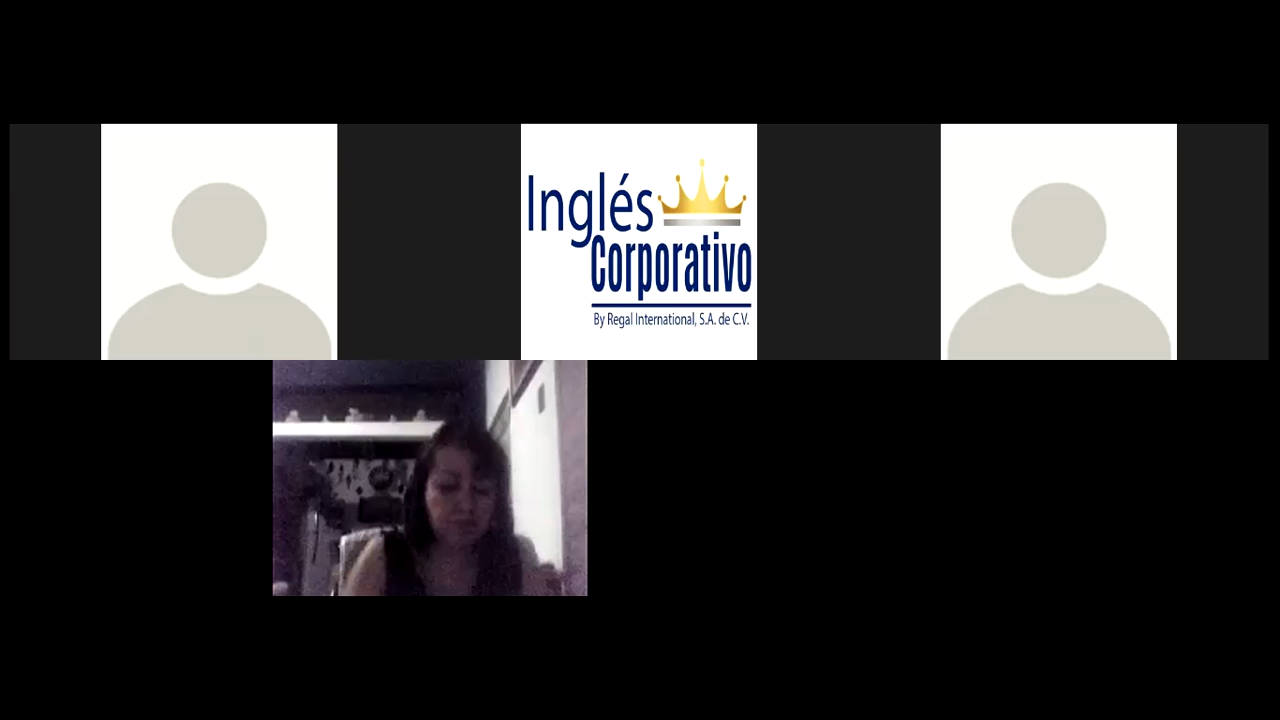 Inglés
Corporativo
By Regal International, S.A. de C.V.